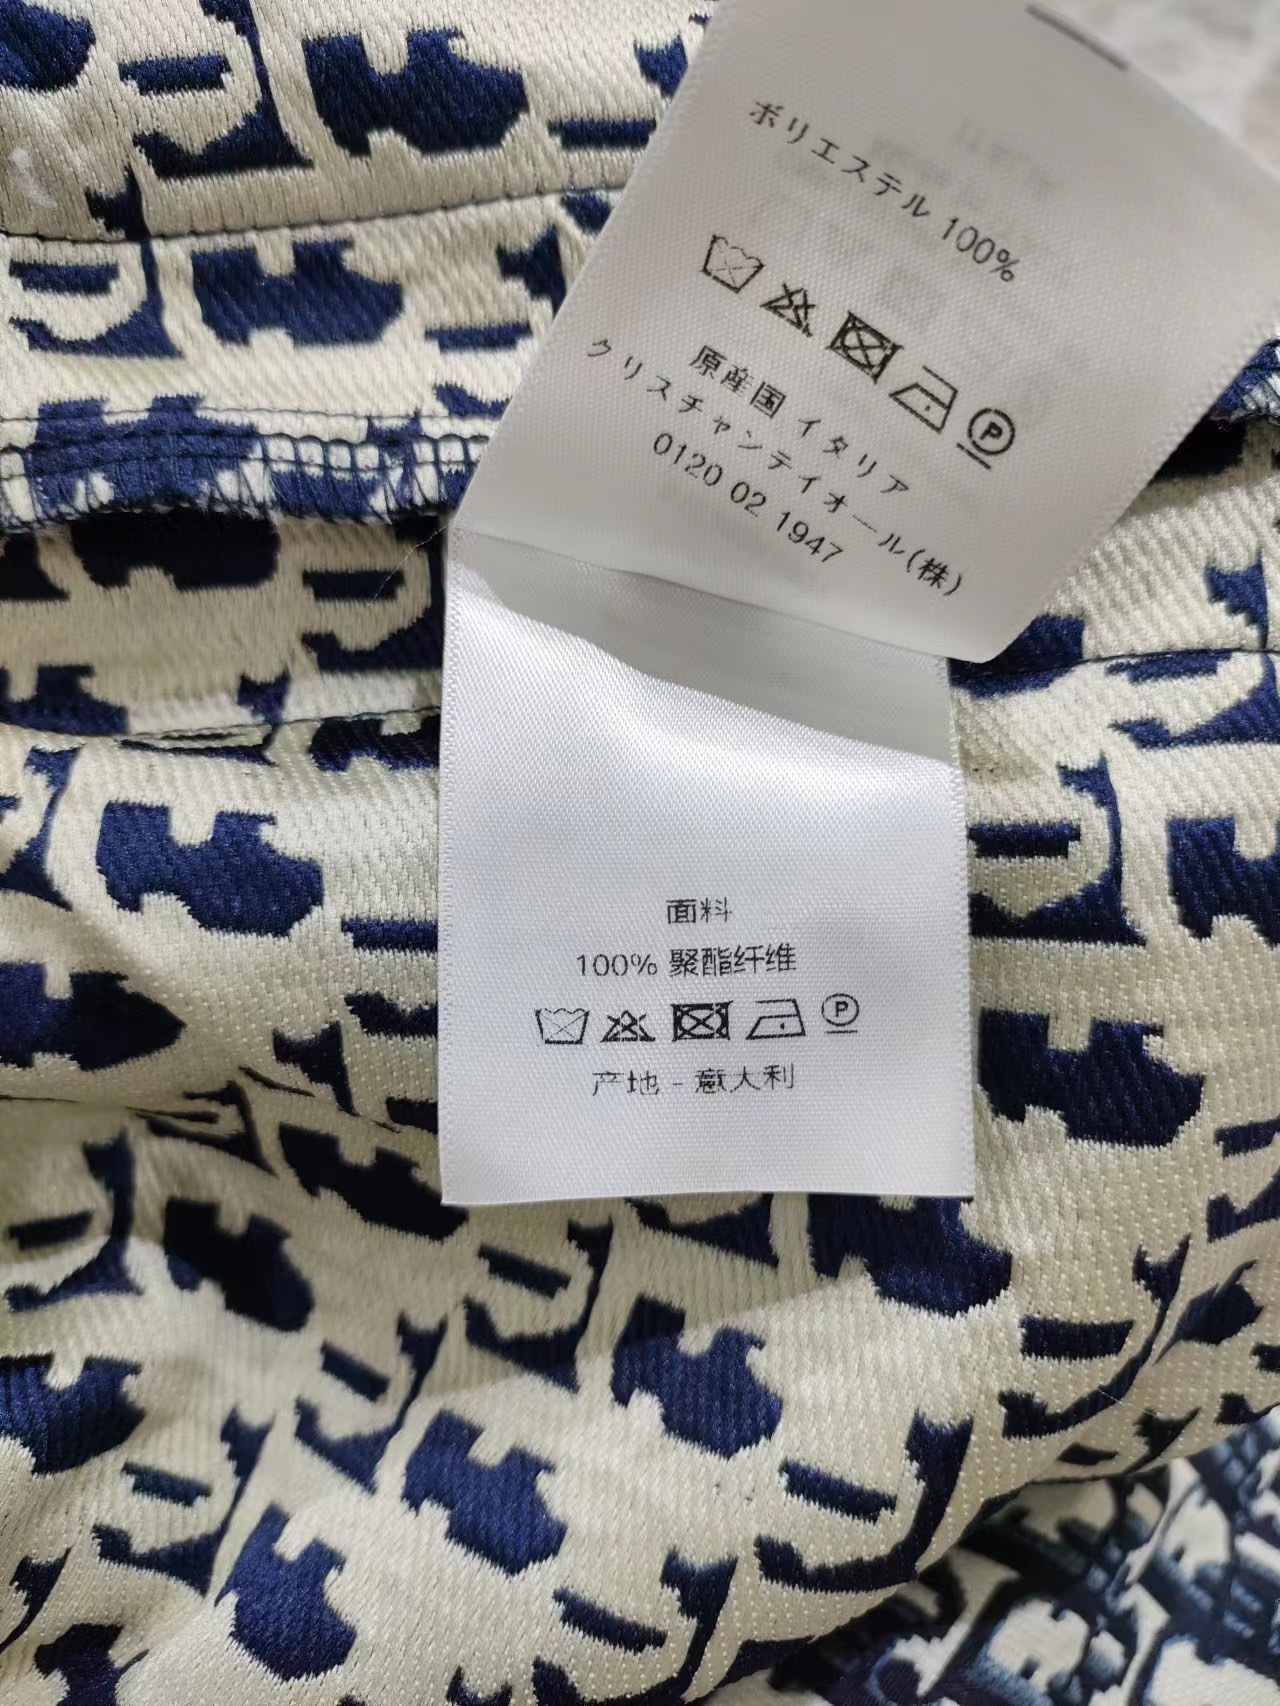 ポリエステル 100%
P
原産国 イタリア
クリスチャンディオール(株)
0120 02 1947
面料
100% 聚酯纤维
P
产地 - 意大利